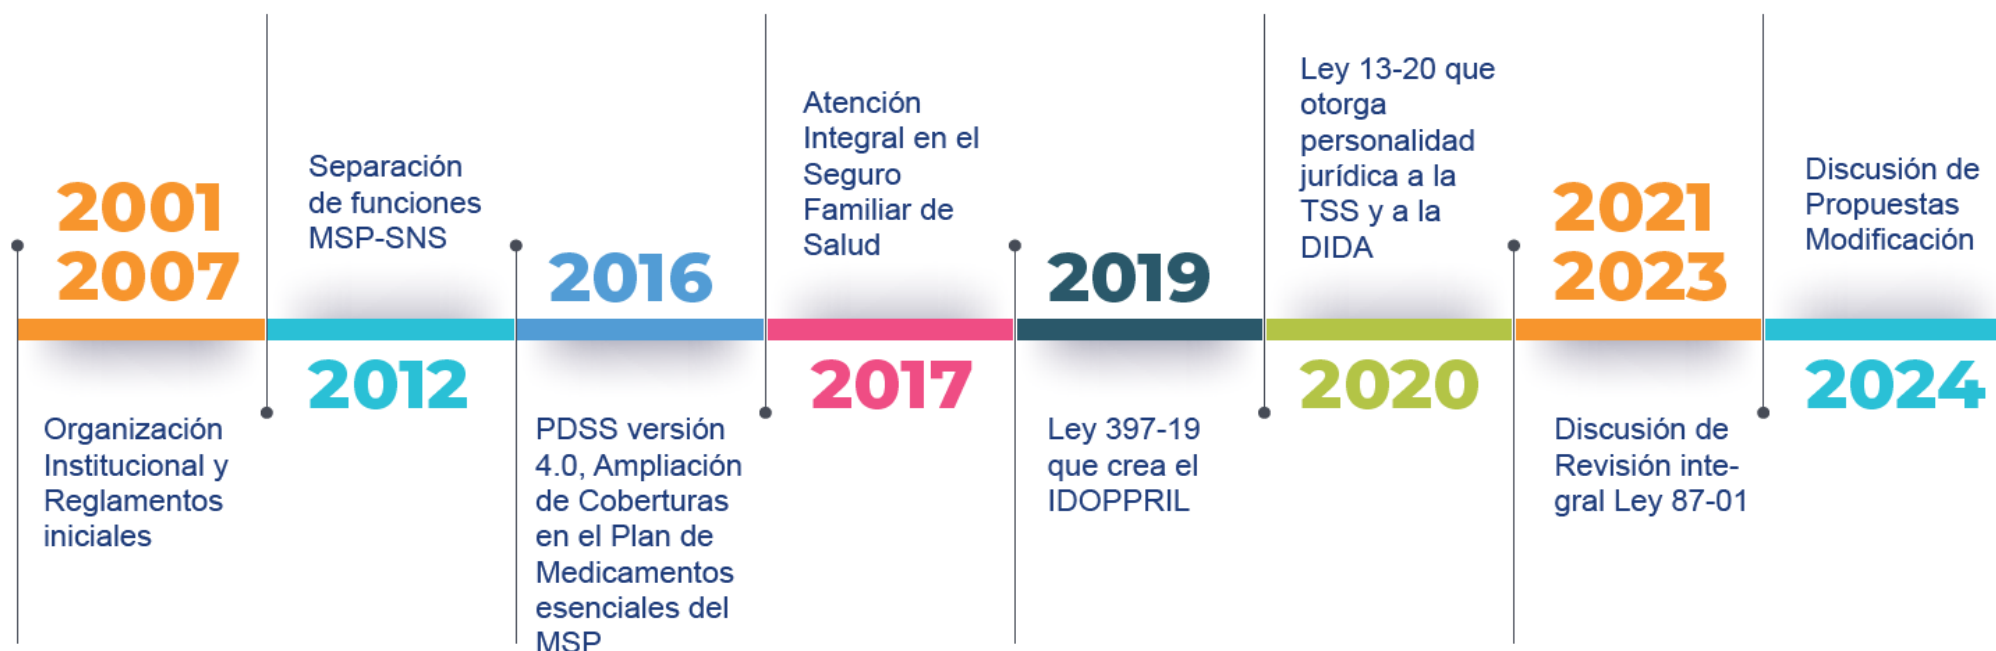 2001
2007
Organización
Institucional y
Reglamentos
iniciales
Separación
de funciones
MSP-SNS
2012
2016
PDSS versión
4.0, Ampliación
de Coberturas
en el Plan de
Medicamentos
esenciales del
MSP
Atención
Integral en el
Seguro
Familiar de
Salud
2017
2019
Ley 397-19
que crea el
IDOPPRIL
Ley 13-20 que
otorga
personalidad
jurídica a la
TSS y a la
DIDA
2020
2021
2023
Discusión de
Revisión inte-
gral Ley 87-01
Discusión de
Propuestas
Modificación
2024